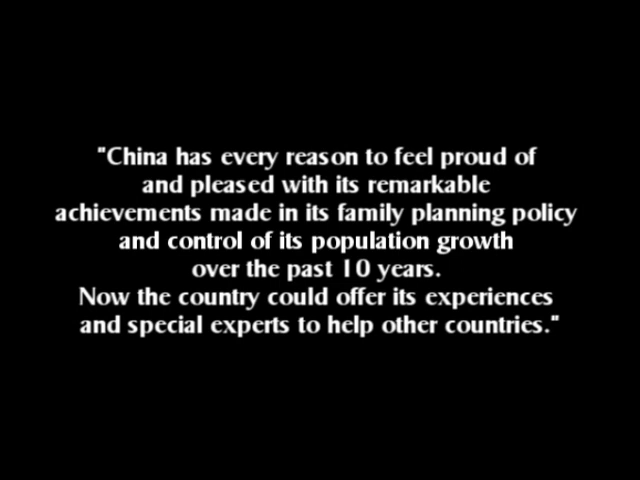 "China has every reason to feel proud of
and pleased with its remarkable
achievements made in its family planning policy
and control of its population growth
over the past 10 years.
Now the country could offer its experiences
and special experts to help other countries."